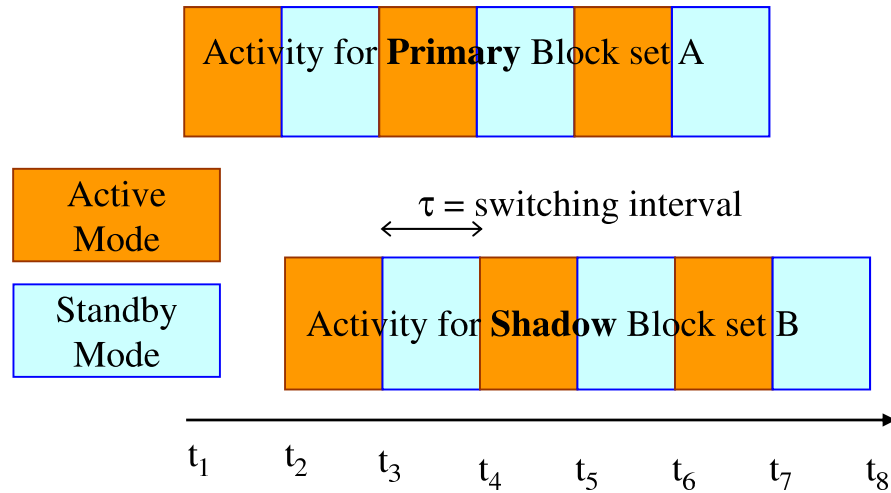 Activity for Primary Block set A
Active
Mode
τ = switching interval
Standby
Mode
Activity for Shadow Block set B
t₁ t₂ t₃ t₄ t₅ t₆ t₇ t₈